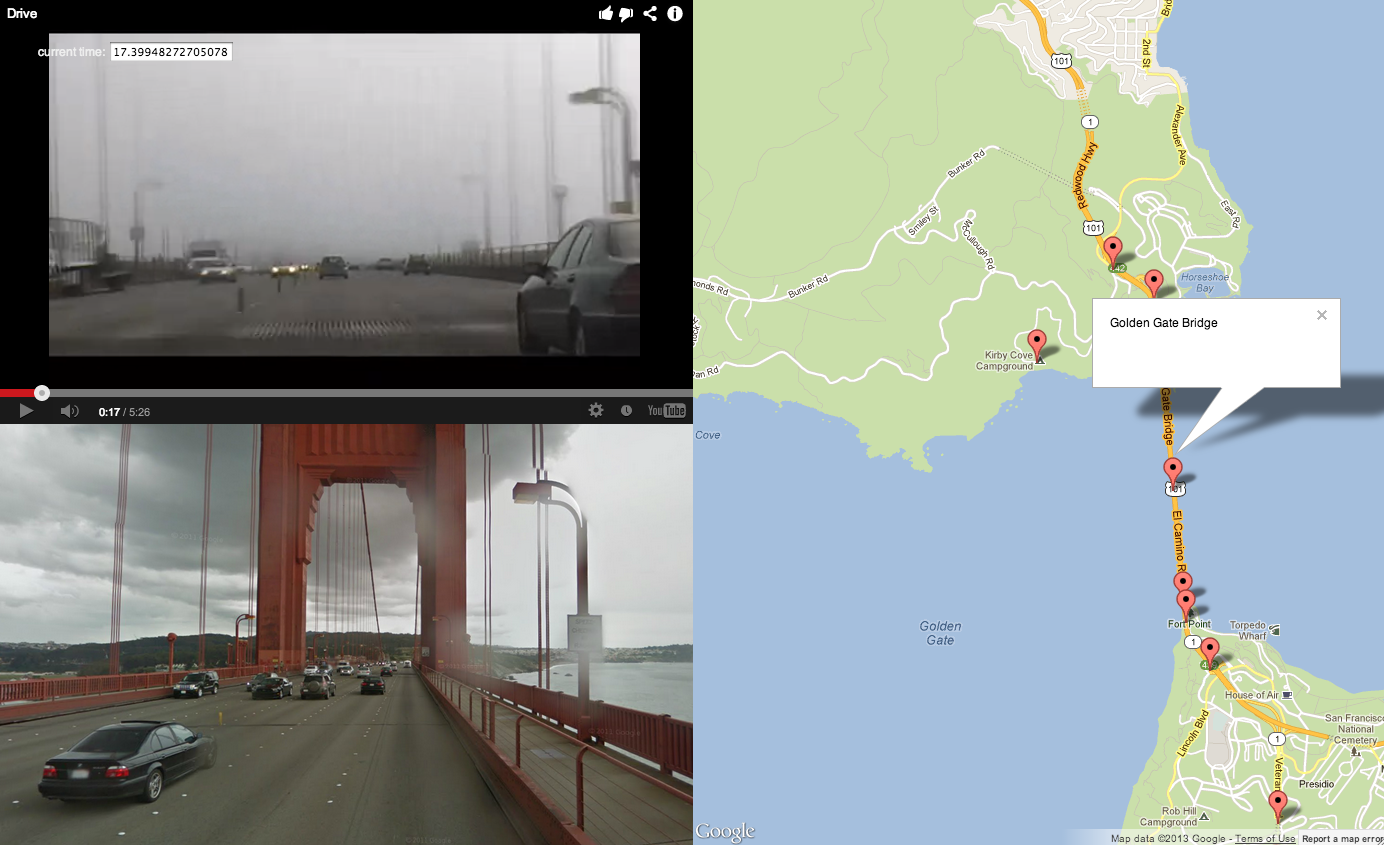 Drive
current time: 17.39948272705078
0:17 / 5:26
YouTube
101
2nd St
1
Alexander Ave
Bunker Rd
Redwood Hwy
Smiley St
McCullough Rd
East Rd
101
Horseshoe
Bay
Bunker Rd
Golden Gate Bridge
Kirby Cove
Campground
Gate Bridge
Cove
101
El Camino R
Golden
Gate
Fort Point
Torpedo
Wharf
1
House of Air
Lincoln Blvd
San Francisco
National
Cemetery
1
Veteran
Presidio
Rob Hill
Campground
Google
Map data ©2013 Google - Terms of Use
Report a map error